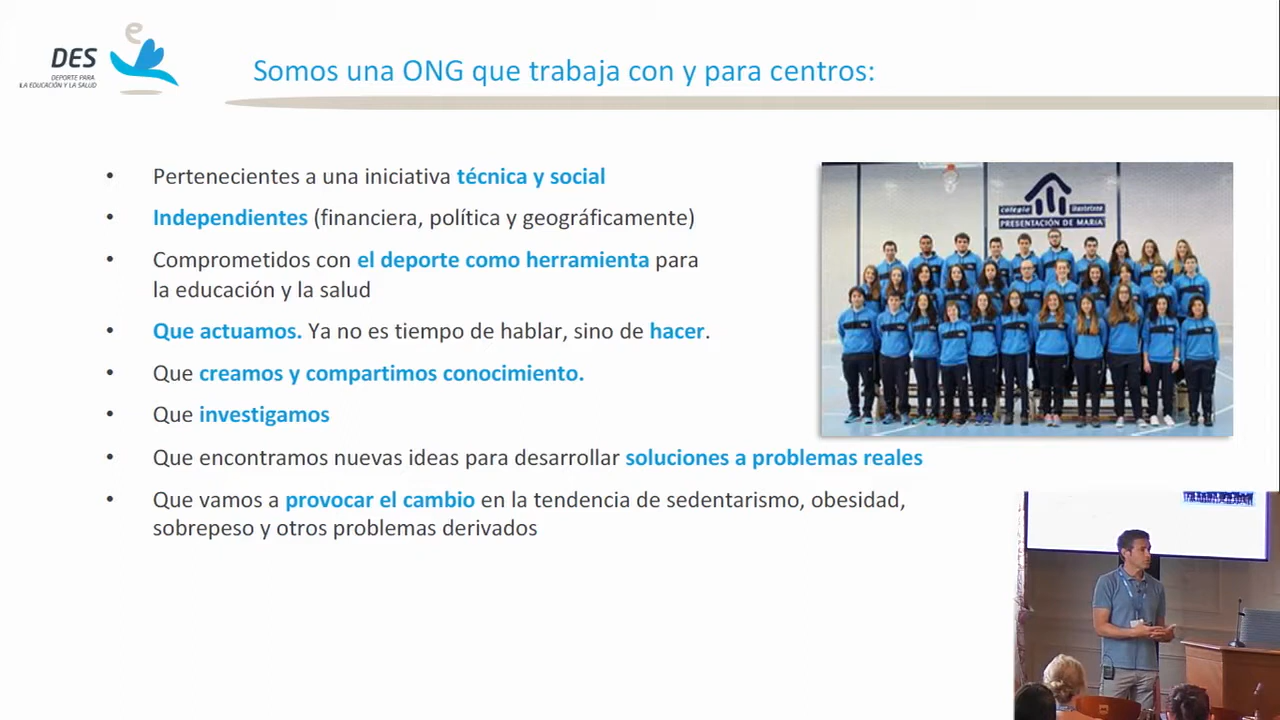 e
DES
DEPORTE PARA
LA EDUCACIÓN Y LA SALUD
Somos una ONG que trabaja con y para centros:
• Pertenecientes a una iniciativa técnica y social
• Independientes (financiera, política y geográficamente)
• Comprometidos con el deporte como herramienta para
la educación y la salud
• Que actuamos. Ya no es tiempo de hablar, sino de hacer.
• Que creamos y compartimos conocimiento.
• Que investigamos
• Que encontramos nuevas ideas para desarrollar soluciones a problemas reales
• Que vamos a provocar el cambio en la tendencia de sedentarismo, obesidad,
sobrepeso y otros problemas derivados
colegio
PRESENTACIÓN DE MARÍA